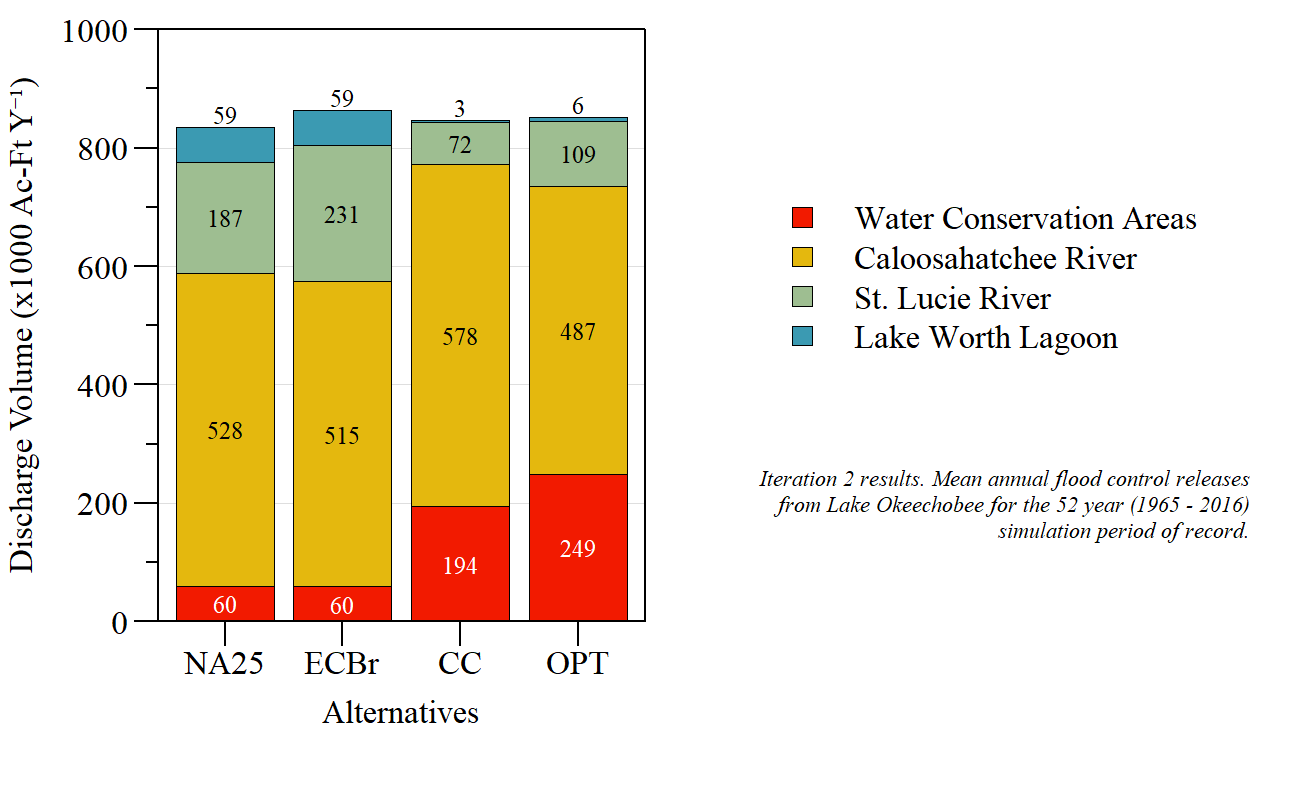 1000
800
600
400
200
0
Discharge Volume (x1000 Ac-Ft Y⁻¹)
59
187
528
60
59
231
515
60
3
72
578
194
6
109
487
249
NA25
ECBr
CC
OPT
Alternatives
Water Conservation Areas
Caloosahatchee River
St. Lucie River
Lake Worth Lagoon
Iteration 2 results. Mean annual flood control releases
from Lake Okeechobee for the 52 year (1965 - 2016)
simulation period of record.